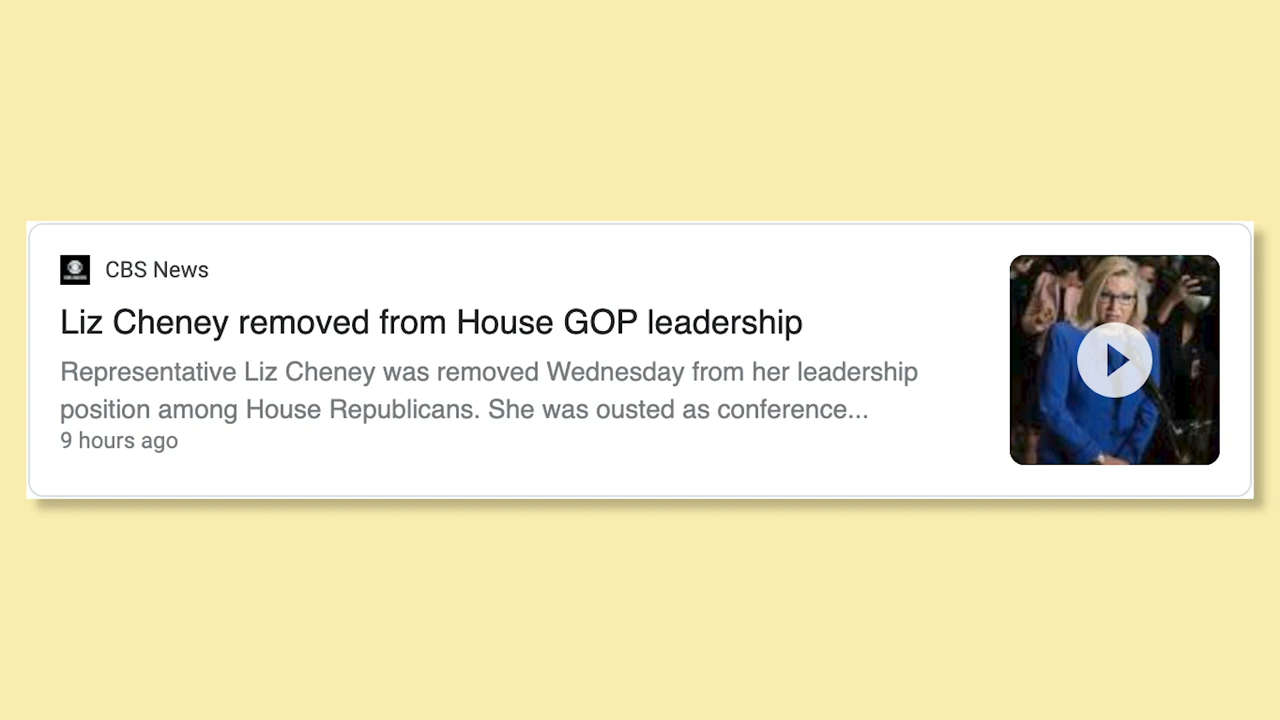 CBS News
Liz Cheney removed from House GOP leadership
Representative Liz Cheney was removed Wednesday from her leadership
position among House Republicans. She was ousted as conference...
9 hours ago